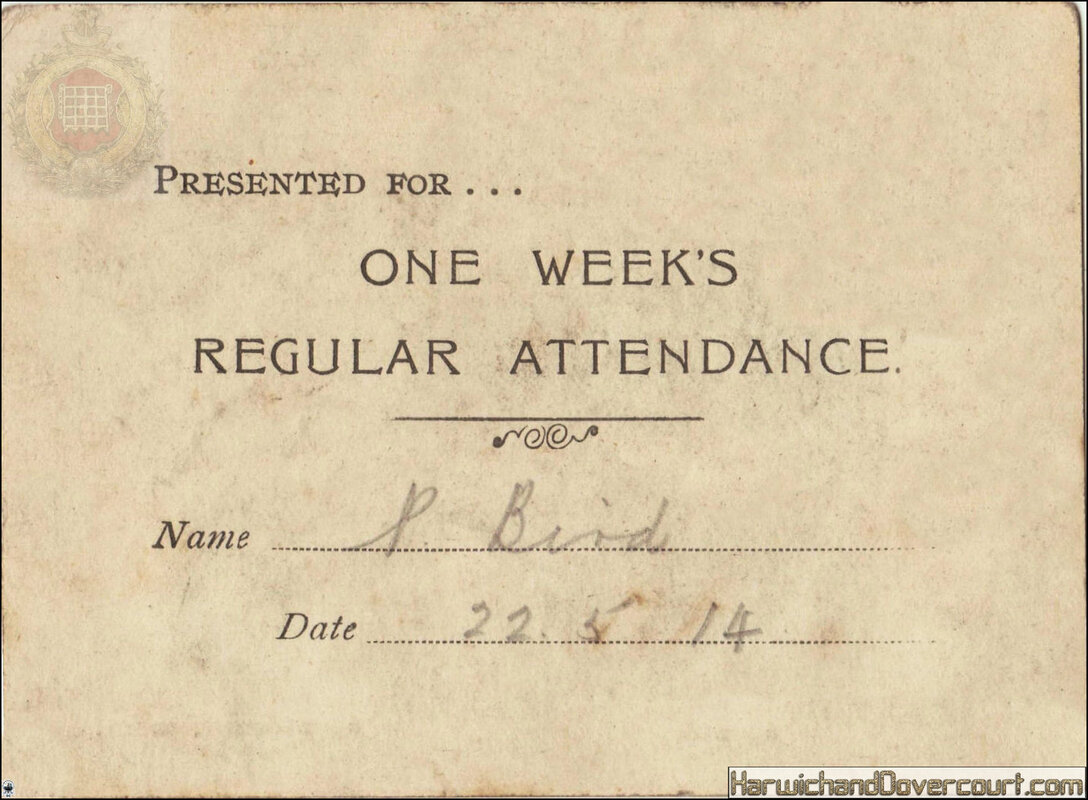 PRESENTED FOR . . .
ONE WEEK'S
REGULAR ATTENDANCE.
Name P. Bird
Date 22. 5 14
HarwichandDovercourt.com